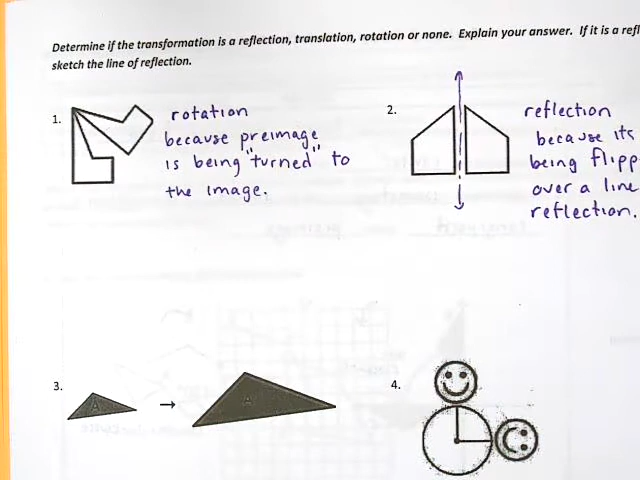 Determine if the transformation is a reflection, translation, rotation or none. Explain your answer. If it is a refl
sketch the line of reflection.
1.
rotation
because preimage
is being "turned" to
the image.
2.
reflection
because its
being flipp
over a line
reflection.
3.
A
A
4.